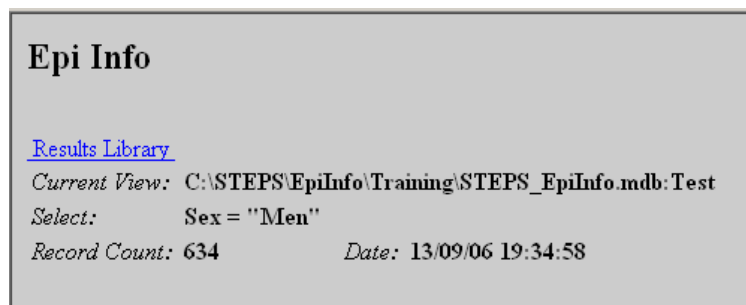 Epi Info
Results Library
Current View: C:\STEPS\EpiInfo\Training\STEPS_EpiInfo.mdb:Test
Select: Sex = "Men"
Record Count: 634 Date: 13/09/06 19:34:58